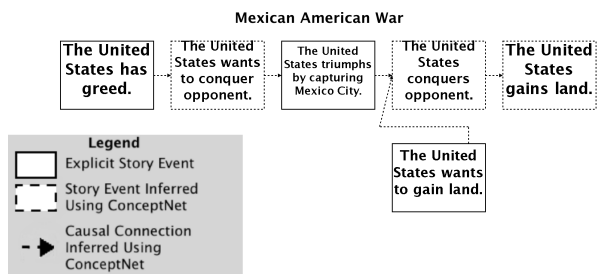 Mexican American War
The United
States has
greed.
The United
States wants
to conquer
opponent.
The United
States triumphs
by capturing
Mexico City.
The United
States
conquers
opponent.
The United
States
gains land.
The United
States wants
to gain land.
Legend
Explicit Story Event
Story Event Inferred
Using ConceptNet
Causal Connection
Inferred Using
ConceptNet